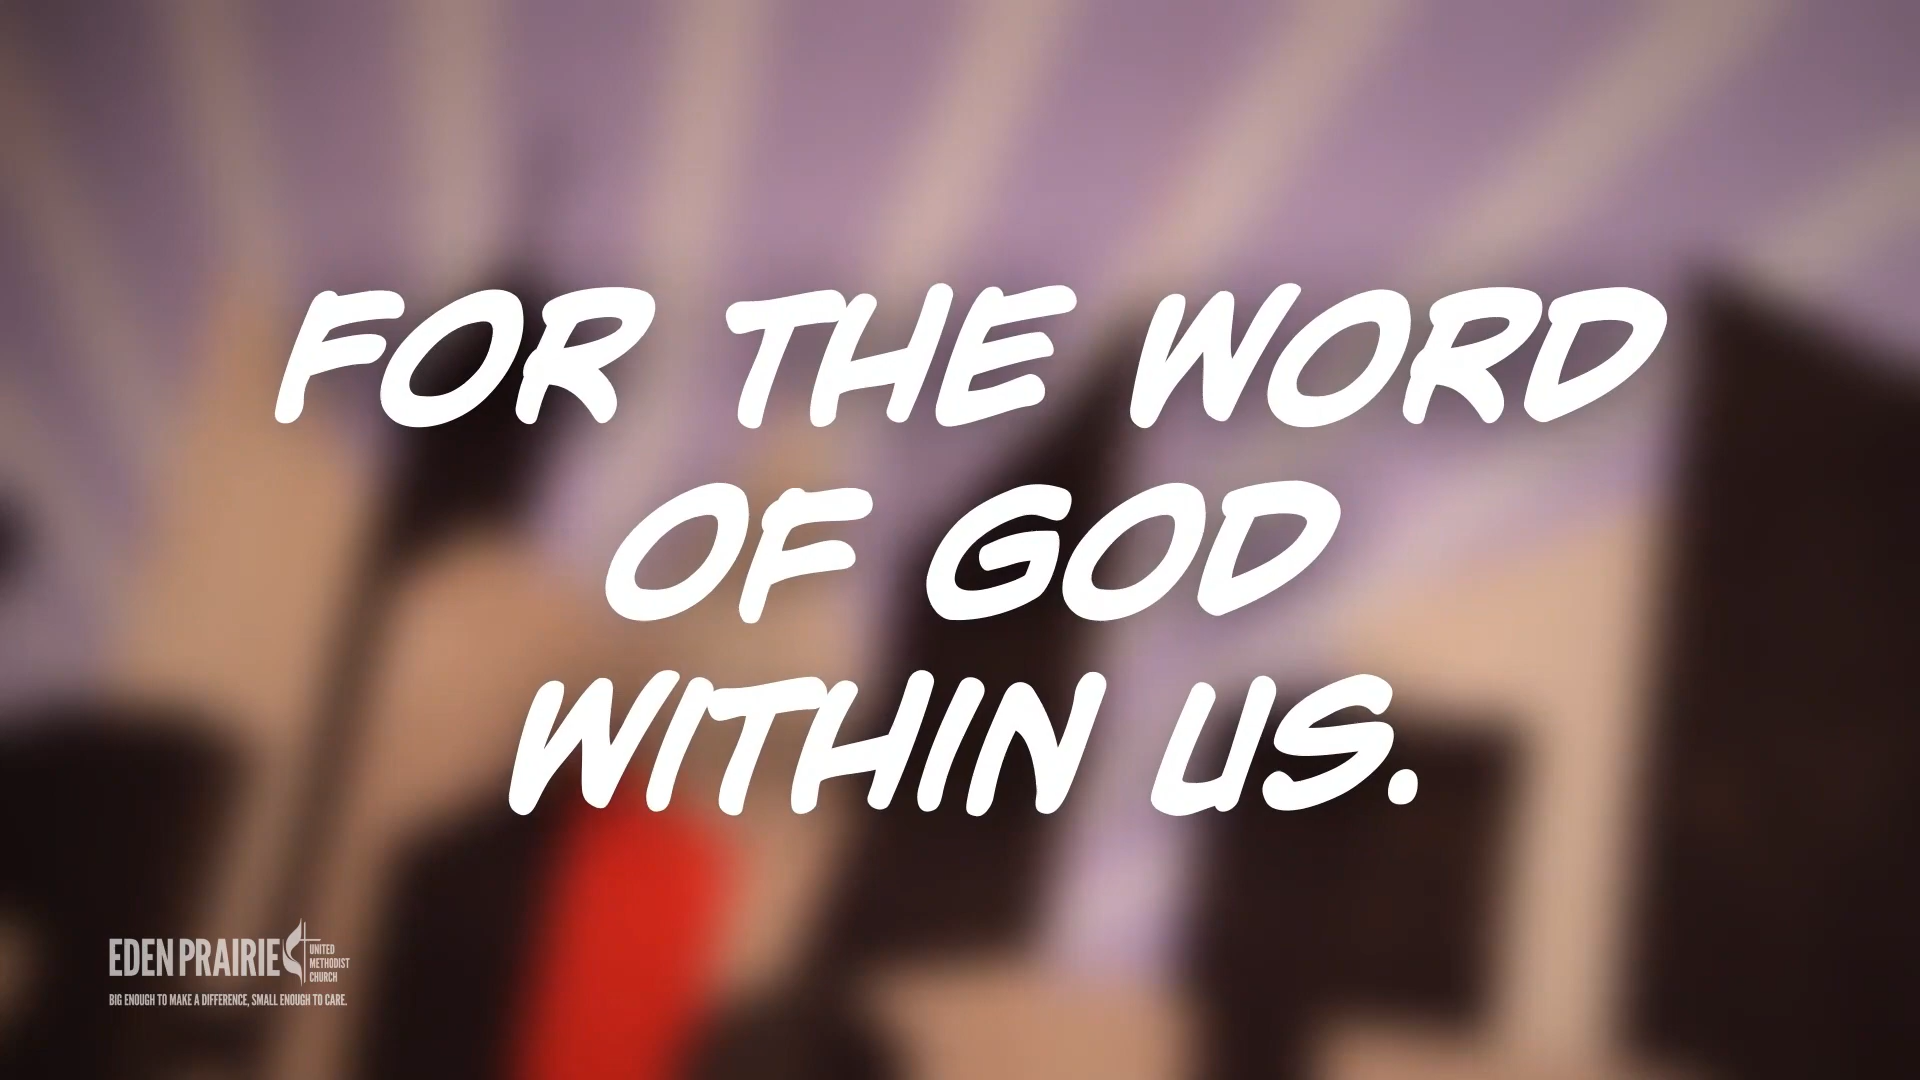 FOR THE WORD
OF GOD
WITHIN US.
EDEN PRAIRIE
UNITED
METHODIST
CHURCH
BIG ENOUGH TO MAKE A DIFFERENCE, SMALL ENOUGH TO CARE.